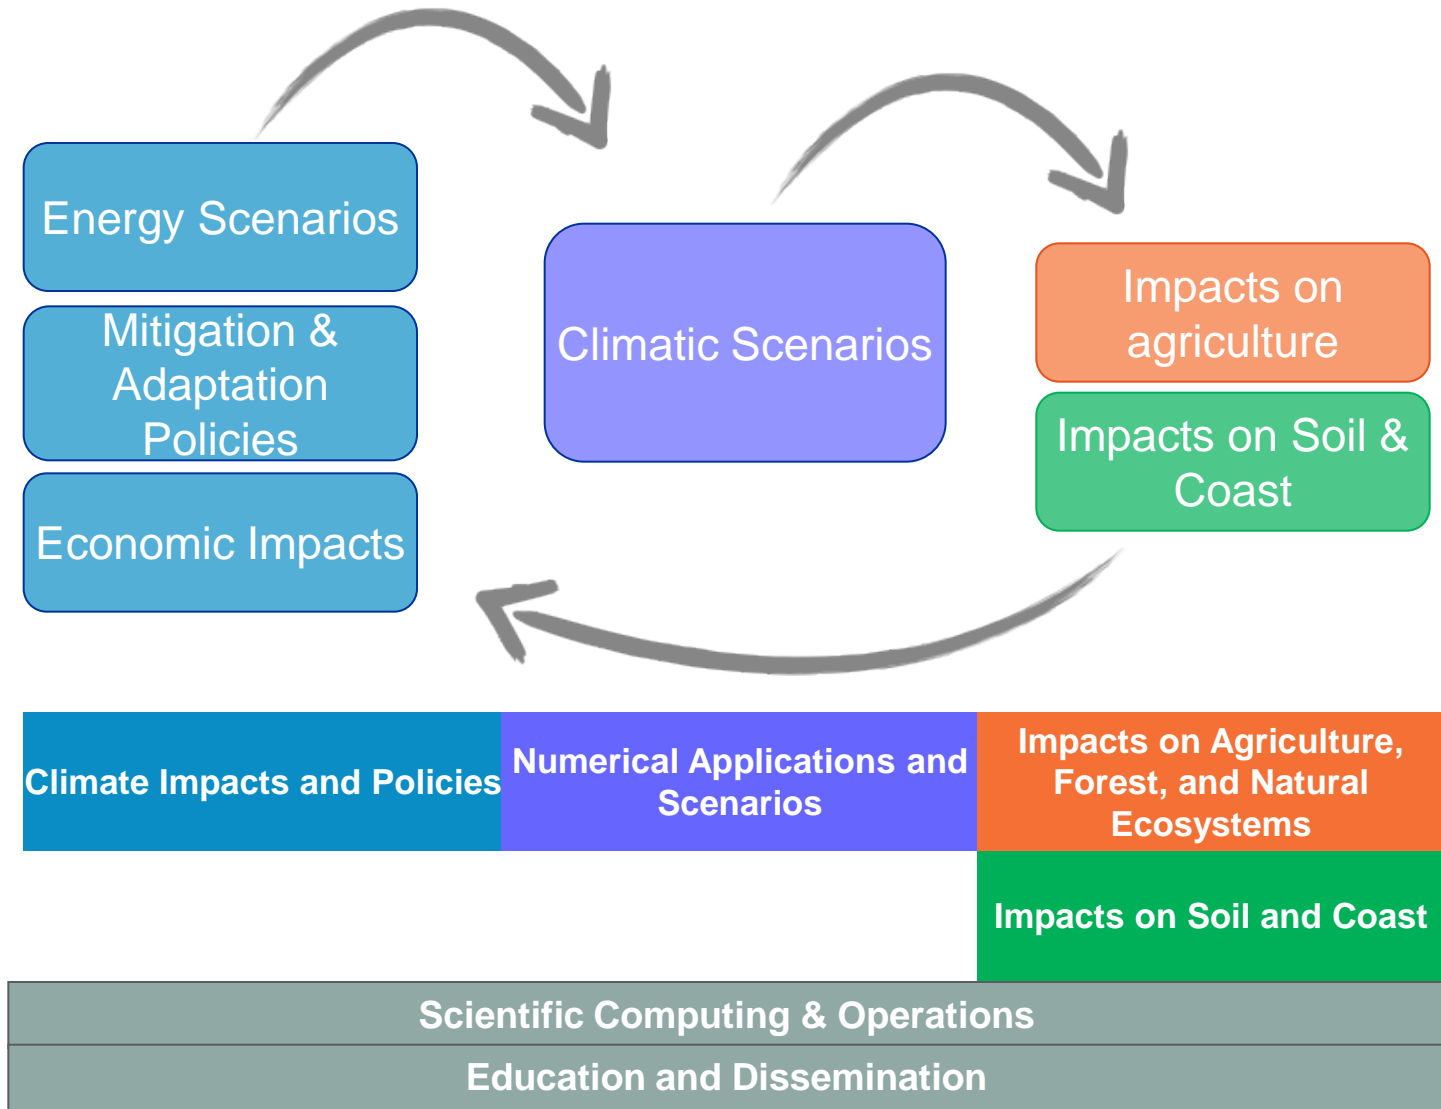 Energy Scenarios
Mitigation &
Adaptation
Policies
Economic Impacts
Climatic Scenarios
Impacts on
agriculture
Impacts on Soil &
Coast
Climate Impacts and Policies
Numerical Applications and
Scenarios
Impacts on Agriculture,
Forest, and Natural
Ecosystems
Impacts on Soil and Coast
Scientific Computing & Operations
Education and Dissemination